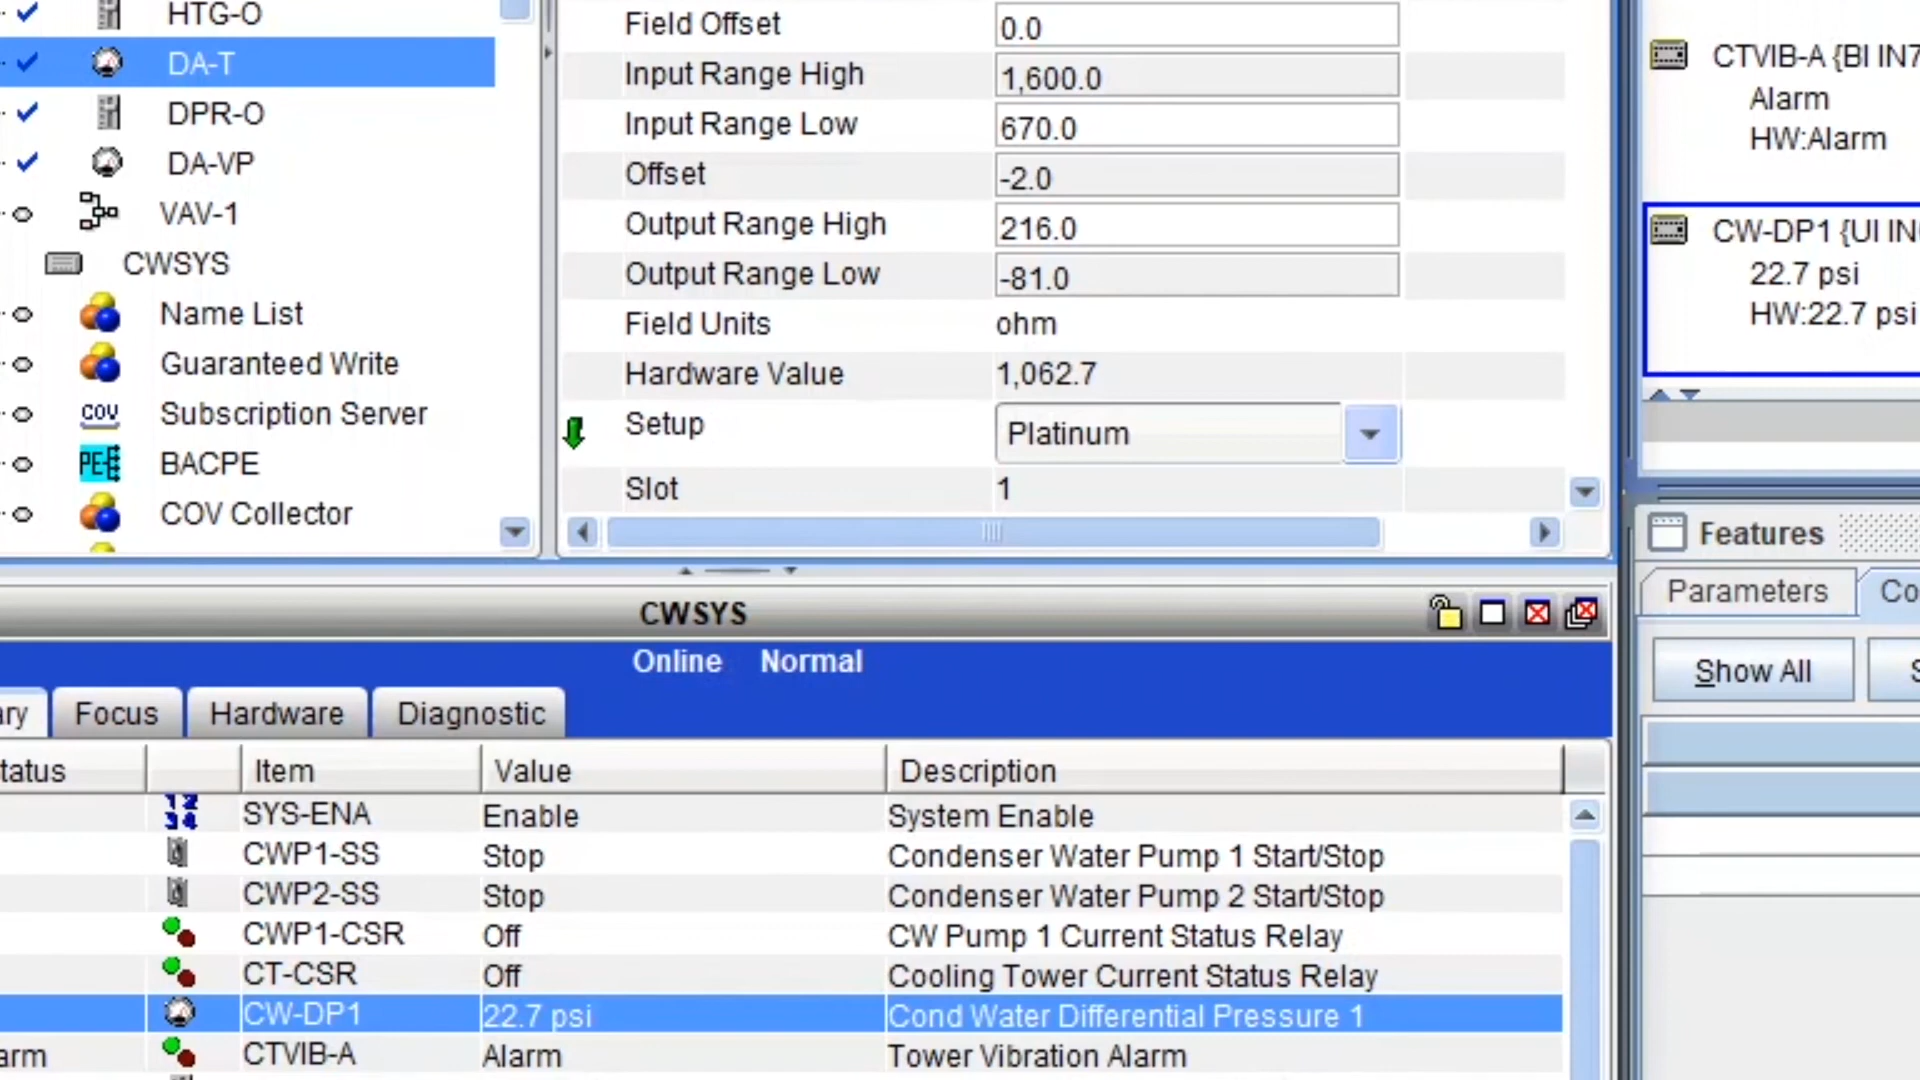 HTG-O
DA-T
DPR-O
DA-VP
VAV-1
CWSYS
Name List
Guaranteed Write
COV Subscription Server
PE BACPE
COV Collector
Field Offset 0.0
Input Range High 1,600.0
Input Range Low 670.0
Offset -2.0
Output Range High 216.0
Output Range Low -81.0
Field Units ohm
Hardware Value 1,062.7
Setup Platinum
Slot 1
CTVIB-A {BI IN7
Alarm
HW:Alarm
CW-DP1 {UI IN
22.7 psi
HW:22.7 psi
Features
Parameters Co
Show All S
CWSYS
Online Normal
ry Focus Hardware Diagnostic
tatus Item Value Description
12 34 SYS-ENA Enable System Enable
CWP1-SS Stop Condenser Water Pump 1 Start/Stop
CWP2-SS Stop Condenser Water Pump 2 Start/Stop
CWP1-CSR Off CW Pump 1 Current Status Relay
CT-CSR Off Cooling Tower Current Status Relay
CW-DP1 22.7 psi Cond Water Differential Pressure 1
arm CTVIB-A Alarm Tower Vibration Alarm